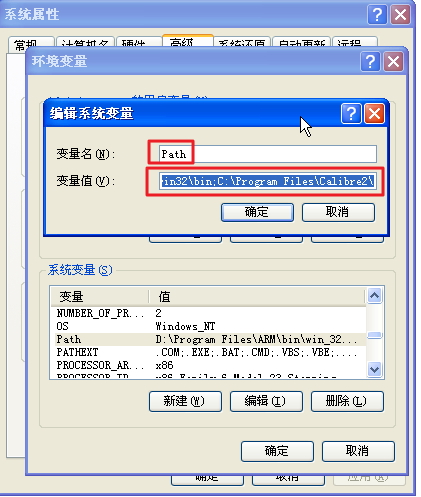 系统属性
常规 计算机名 硬件 高级 系统还原 自动更新 远程
环境变量
的用户变量
编辑系统变量
变量名(N):
Path
变量值(V):
in32\bin;C:\Program Files\Calibre2\
确定 取消
系统变量(S)
变量 值
NUMBER_OF_PR... 2
OS Windows_NT
Path D:\Program Files\ARM\bin\win_32...
PATHEXT .COM;.EXE;.BAT;.CMD;.VBS;.VBE;....
PROCESSOR_AR... x86
PROCESSOR_ID x86 Family 6 Model 23 Stepping
新建(W) 编辑(I) 删除(L)
确定 取消
确定 取消 应用(A)